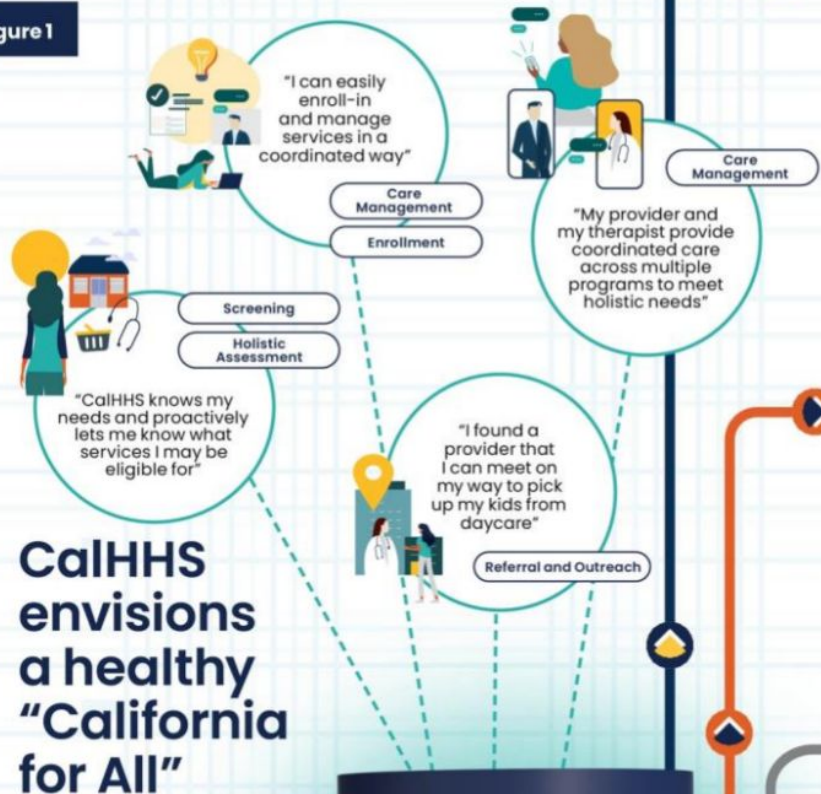 gure 1
"I can easily
enroll-in
and manage
services in a
coordinated way"
Care
Management
Enrollment
Care
Management
"My provider and
my therapist provide
coordinated care
across multiple
programs to meet
holistic needs"
Screening
Holistic
Assessment
"CalHHS knows my
needs and proactively
lets me know what
services I may be
eligible for"
"I found a
provider that
I can meet on
my way to pick
up my kids from
daycare"
Referral and Outreach
CalHHS
envisions
a healthy
"California
for All"